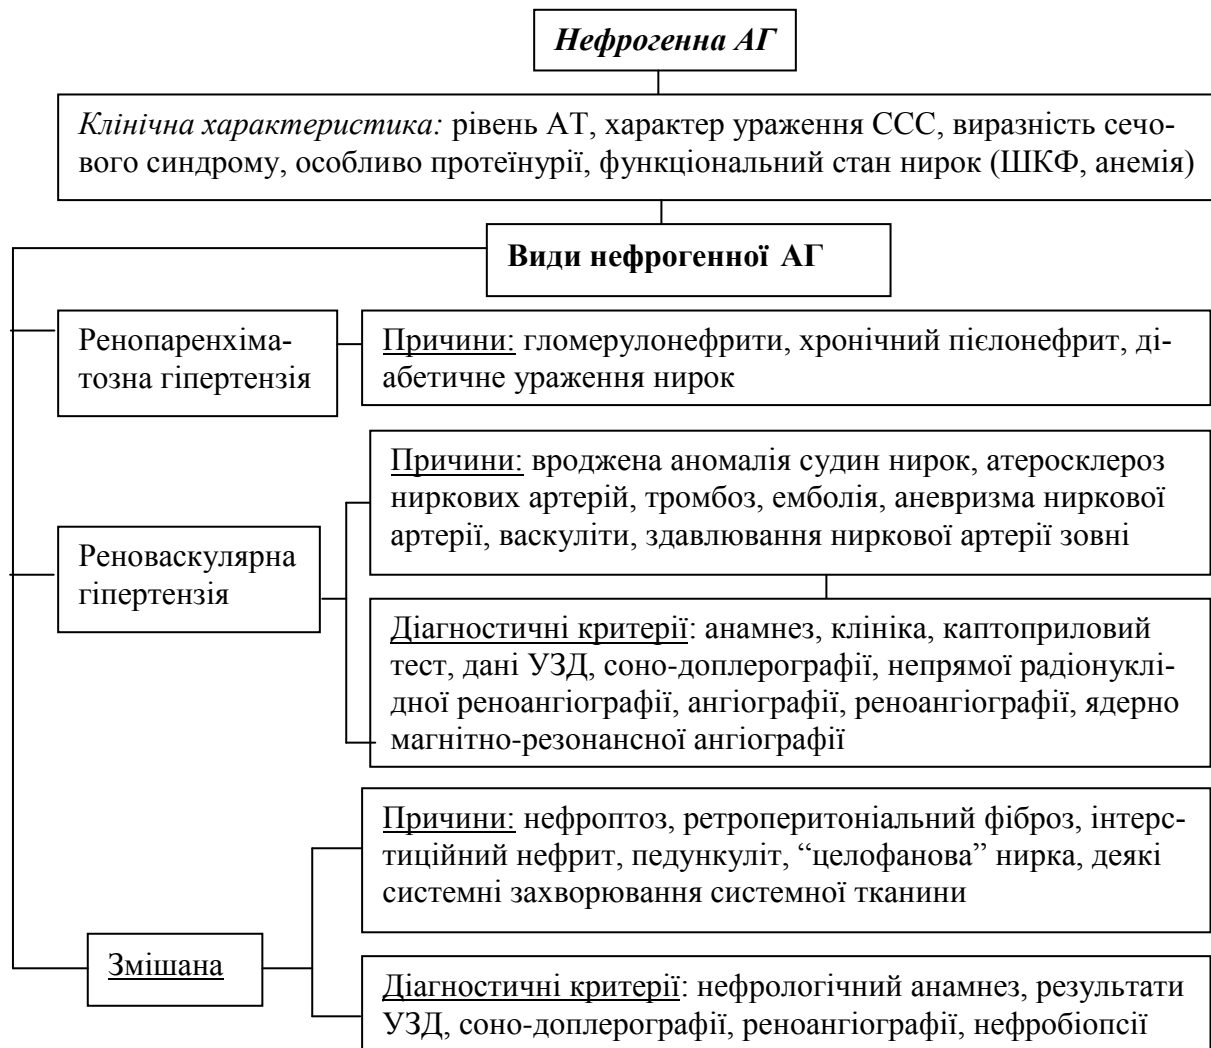 Нефрогенна АГ
Клінічна характеристика: рівень АТ, характер ураження ССС, виразність сечо-
вого синдрому, особливо протеїнурії, функціональний стан нирок (ШКФ, анемія)
Види нефрогенної АГ
Ренопаренхіма-
тозна гіпертензія
Причини: гломерулонефрити, хронічний пієлонефрит, ді-
абетичне ураження нирок
Реноваскулярна
гіпертензія
Причини: вроджена аномалія судин нирок, атеросклероз
ниркових артерій, тромбоз, емболія, аневризма ниркової
артерії, васкуліти, здавлювання ниркової артерії зовні
Діагностичні критерії: анамнез, клініка, каптоприловий
тест, дані УЗД, соно-доплерографії, непрямої радіонуклі-
дної реноангіографії, ангіографії, реноангіографії, ядерно
магнітно-резонансної ангіографії
Змішана
Причини: нефроптоз, ретроперитоніальний фіброз, інтерс-
тиційний нефрит, педункуліт, “целофанова” нирка, деякі
системні захворювання системної тканини
Діагностичні критерії: нефрологічний анамнез, результати
УЗД, соно-доплерографії, реноангіографії, нефробіопсії